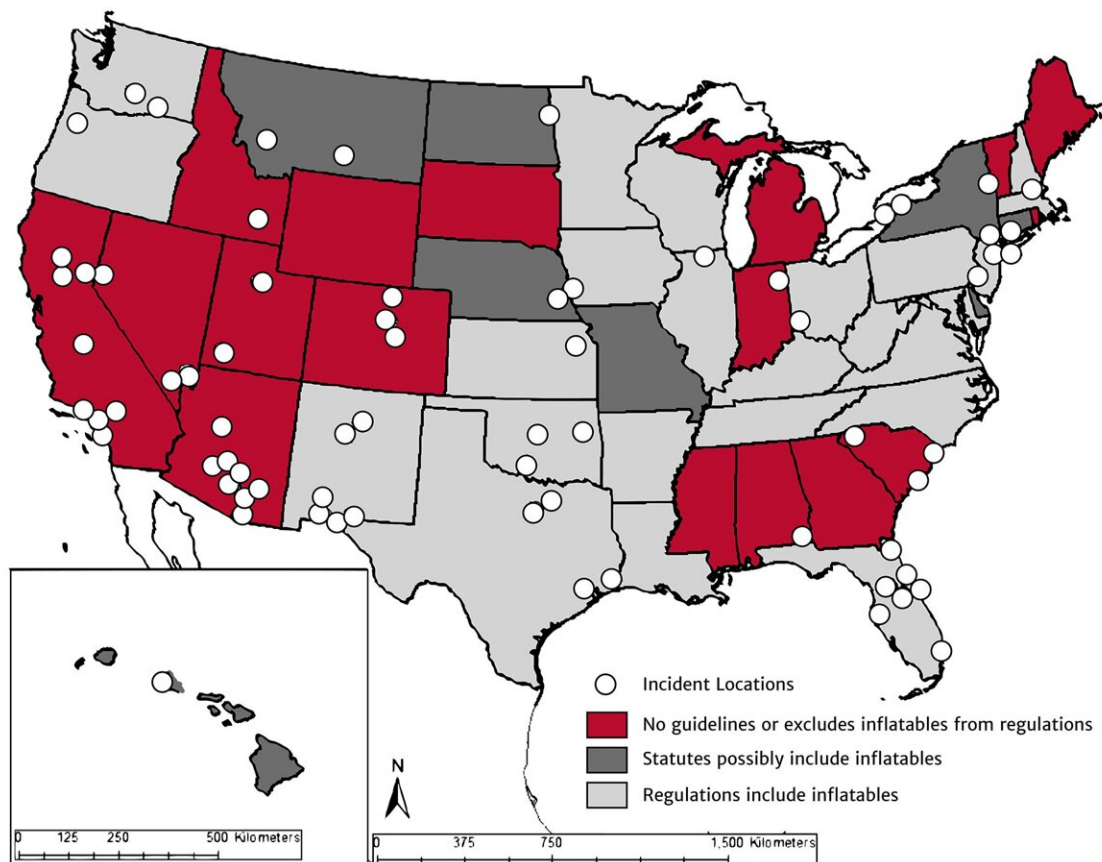 Incident Locations
No guidelines or excludes inflatables from regulations
Statutes possibly include inflatables
Regulations include inflatables
N
0 125 250 500 Kilometers
0 375 750 1,500 Kilometers